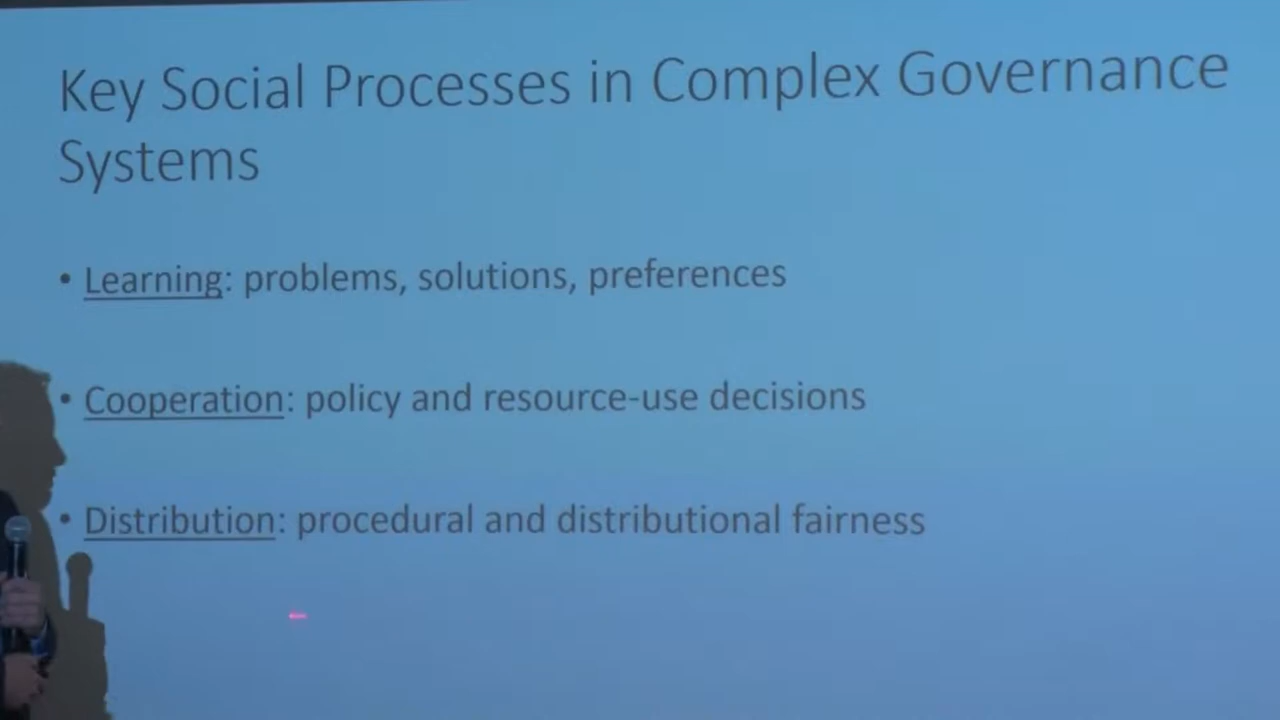 Key Social Processes in Complex Governance
Systems
• Learning: problems, solutions, preferences
• Cooperation: policy and resource-use decisions
• Distribution: procedural and distributional fairness